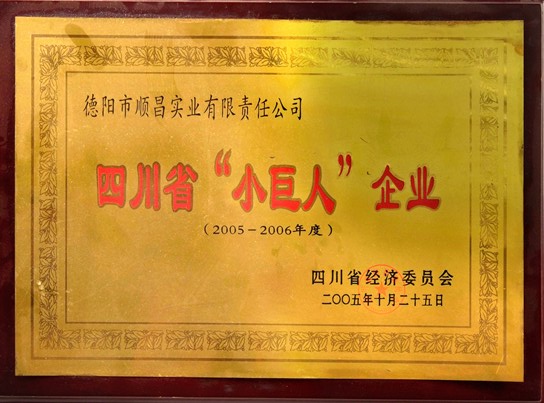 德阳市顺昌实业有限责任公司
四川省“小巨人”企业
（2005－2006年度）
四川省经济委员会
二〇〇五年十月二十五日